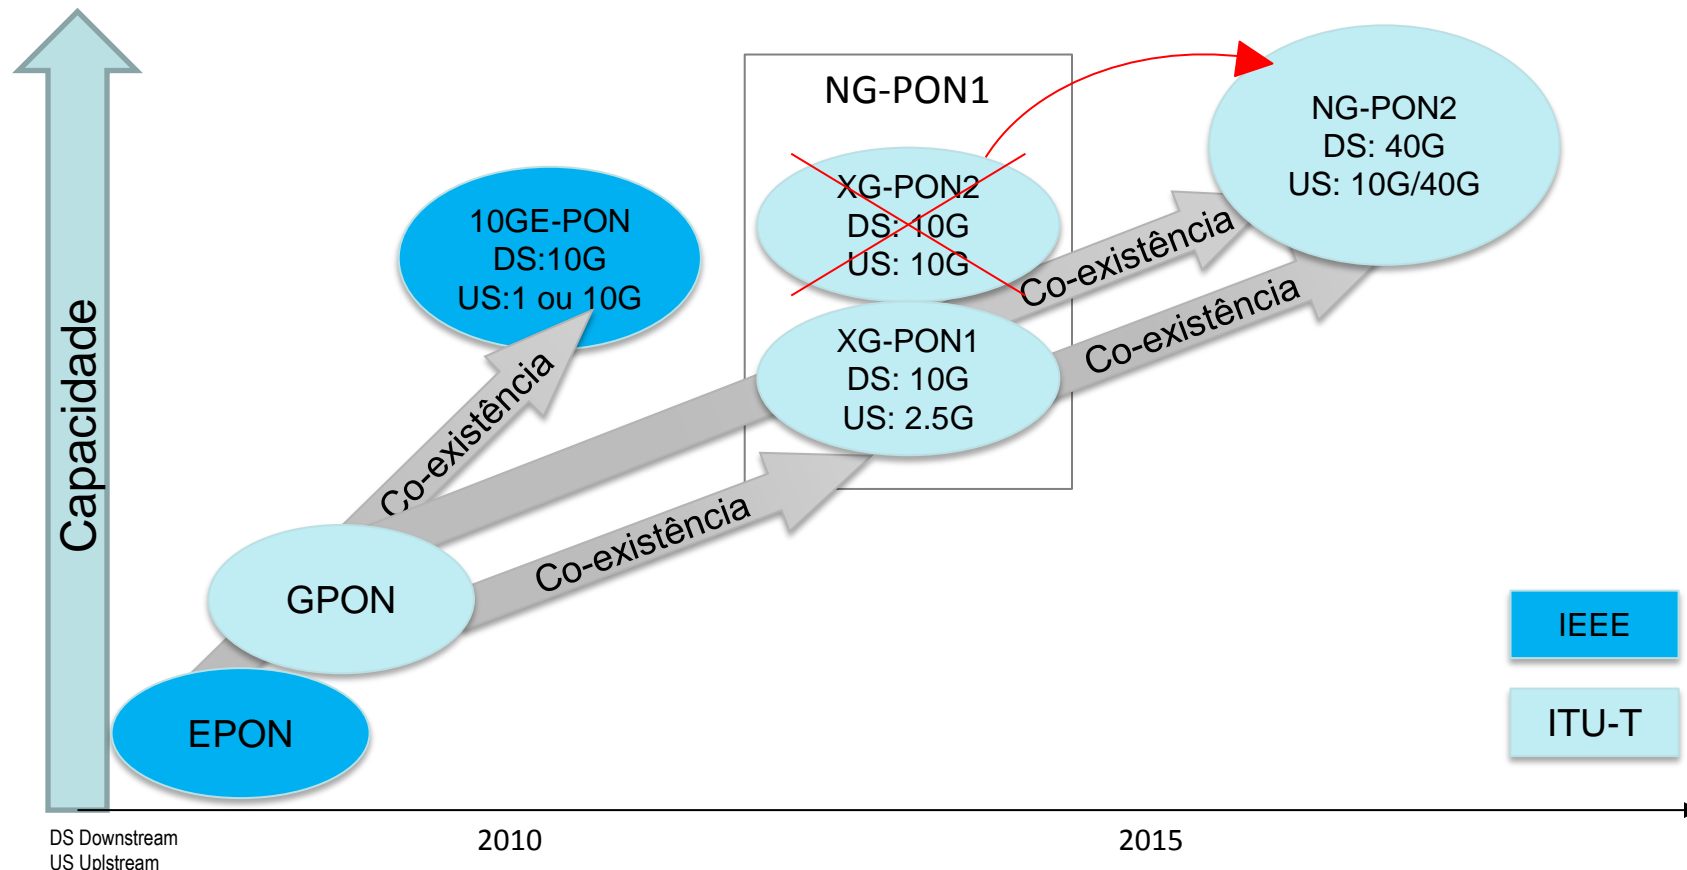 NG-PON1
NG-PON2
DS: 40G
US: 10G/40G
XG-PON2
DS: 10G
US: 10G
10GE-PON
DS:10G
US:1 ou 10G
Co-existência
Co-existência
XG-PON1
DS: 10G
US: 2.5G
Co-existência
Co-existência
Capacidade
GPON
EPON
IEEE
ITU-T
2010
2015
DS Downstream
US Uplstream